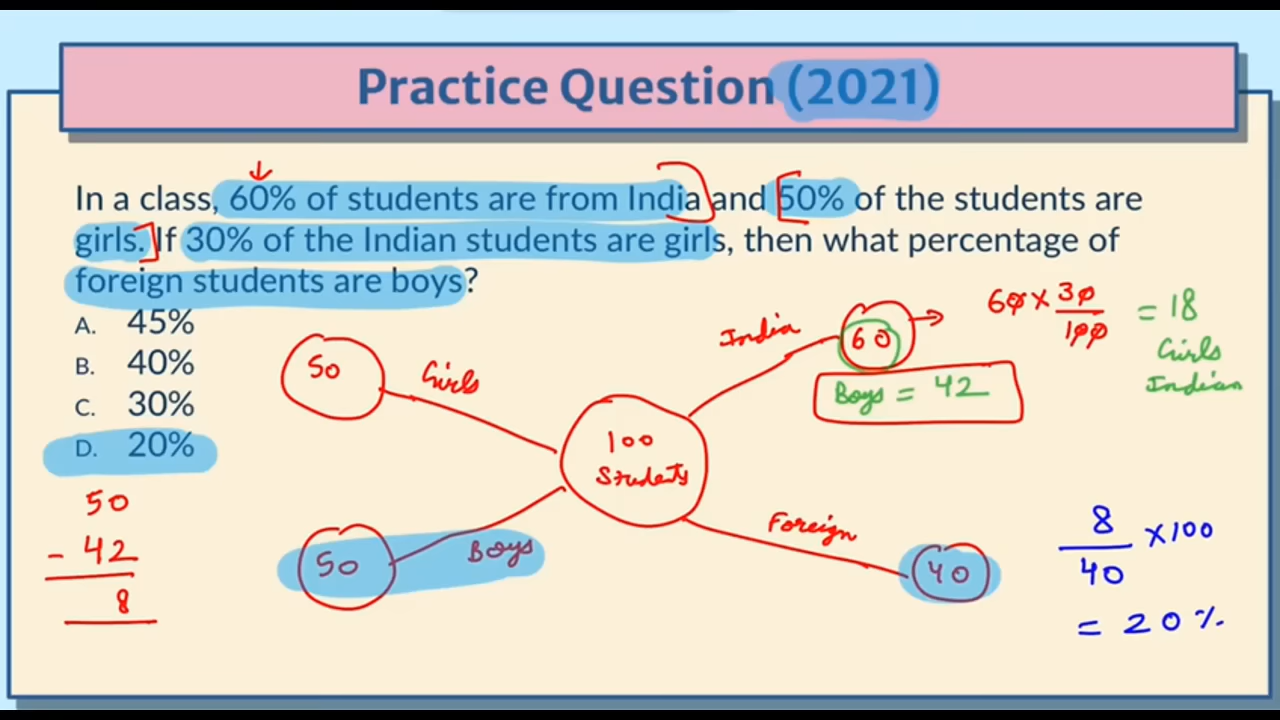 Practice Question (2021)
In a class, 60% of students are from India and 50% of the students are
girls. If 30% of the Indian students are girls, then what percentage of
foreign students are boys?
A. 45%
B. 40%
C. 30%
D. 20%
50
- 42
8
50
Girls
50
Boys
100
Students
India
60
Boys = 42
60 × 30/100
= 18
Girls
Indian
Foreign
40
8/40 × 100
= 20%